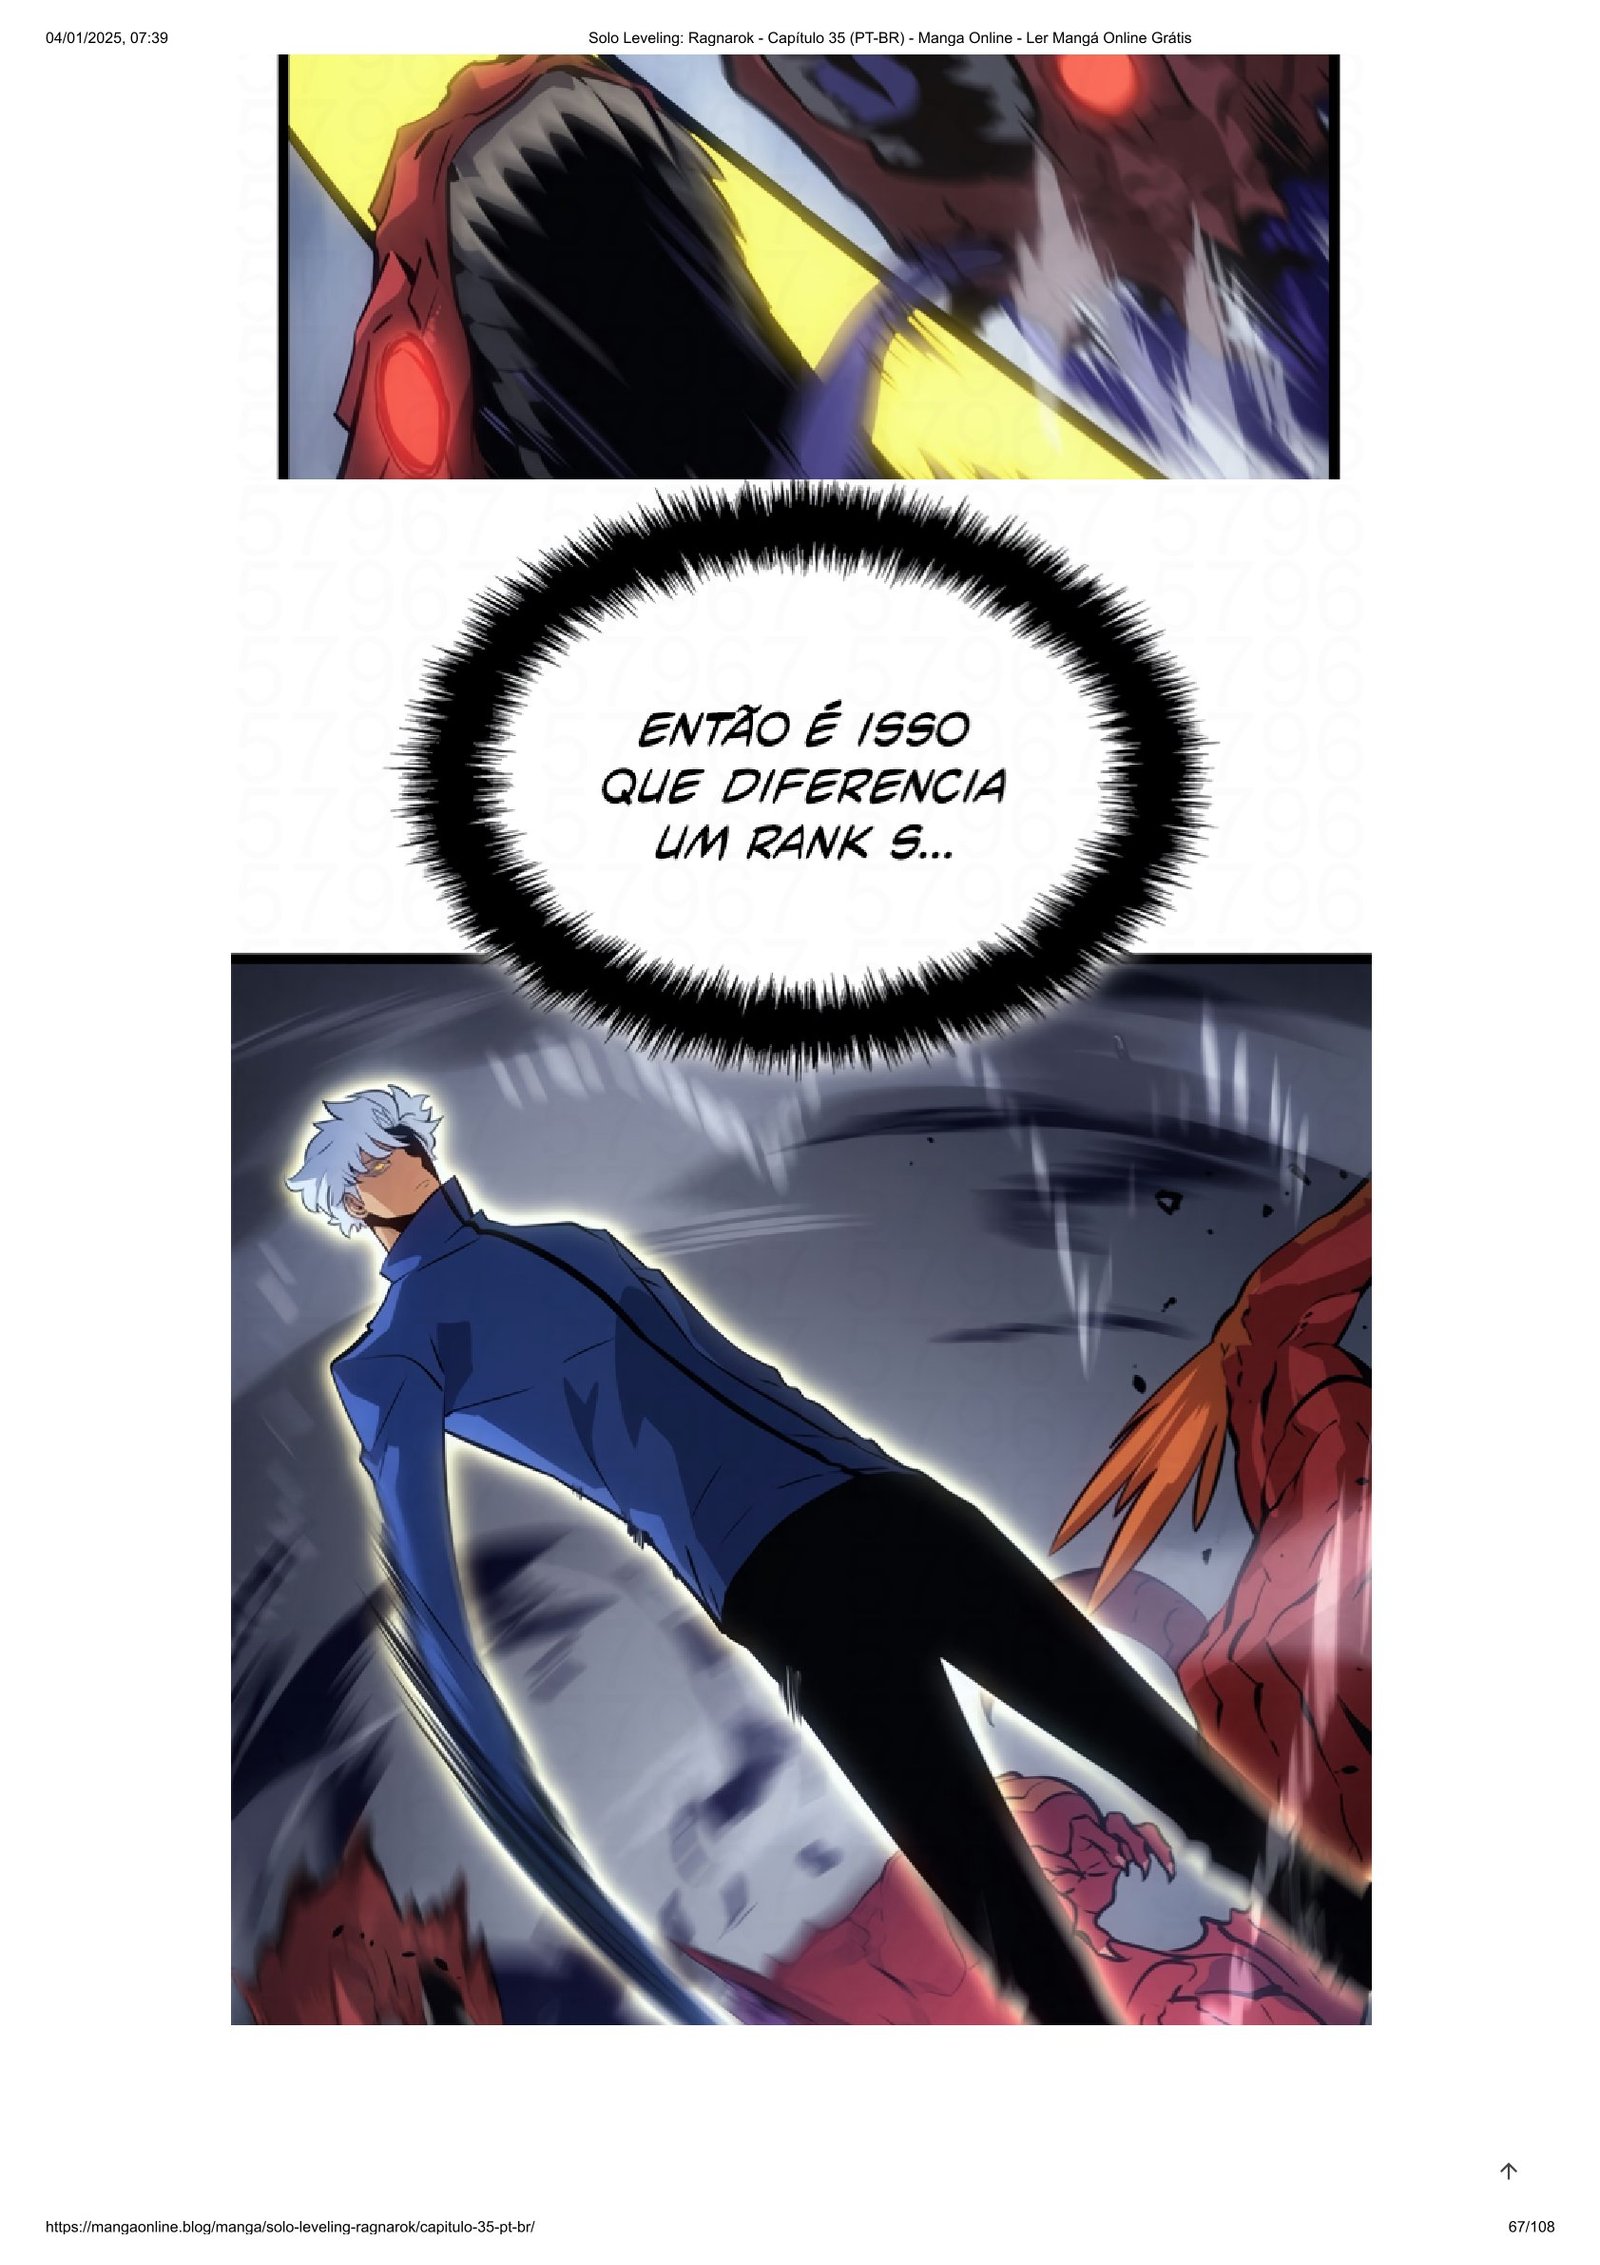 04/01/2025, 07:39
Solo Leveling: Ragnarok - Capítulo 35 (PT-BR) - Manga Online - Ler Mangá Online Grátis
ENTÃO É ISSO
QUE DIFERENCIA
UM RANK S...
https://mangaonline.blog/manga/solo-leveling-ragnarok/capitulo-35-pt-br/
67/108